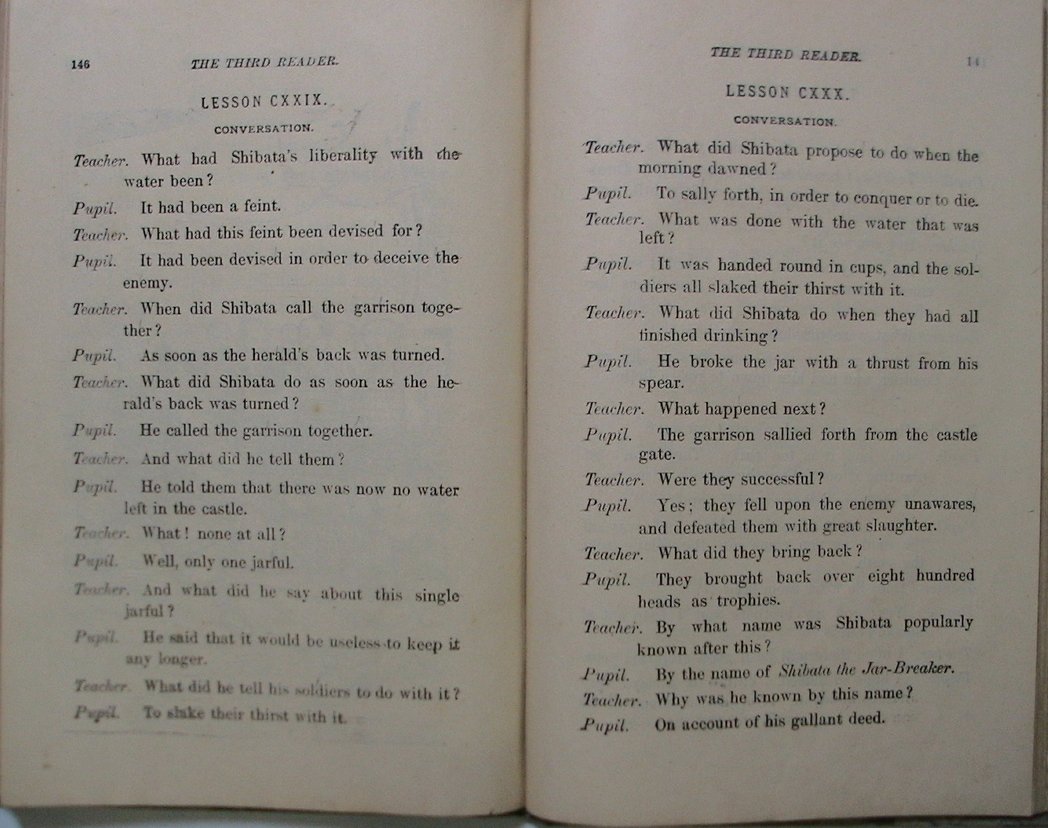 146
THE THIRD READER.
LESSON CXXIX.
CONVERSATION.
Teacher. What had Shibata's liberality with the
water been?
Pupil. It had been a feint.
Teacher. What had this feint been devised for?
Pupil. It had been devised in order to deceive the
enemy.
Teacher. When did Shibata call the garrison toge-
ther?
Pupil. As soon as the herald's back was turned.
Teacher. What did Shibata do as soon as the he-
rald's back was turned?
Pupil. He called the garrison together.
Teacher. And what did he tell them?
Pupil. He told them that there was now no water
left in the castle.
Teacher. What! none at all?
Pupil. Well, only one jarful.
Teacher. And what did he say about this single
jarful?
Pupil. He said that it would be useless to keep it
any longer.
Teacher. What did he tell his soldiers to do with it?
Pupil. To slake their thirst with it.
THE THIRD READER.
14
LESSON CXXX.
CONVERSATION.
Teacher. What did Shibata propose to do when the
morning dawned?
Pupil. To sally forth, in order to conquer or to die.
Teacher. What was done with the water that was
left?
Pupil. It was handed round in cups, and the sol-
diers all slaked their thirst with it.
Teacher. What did Shibata do when they had all
finished drinking?
Pupil. He broke the jar with a thrust from his
spear.
Teacher. What happened next?
Pupil. The garrison sallied forth from the castle
gate.
Teacher. Were they successful?
Pupil. Yes; they fell upon the enemy unawares,
and defeated them with great slaughter.
Teacher. What did they bring back?
Pupil. They brought back over eight hundred
heads as trophies.
Teacher. By what name was Shibata popularly
known after this?
Pupil. By the name of Shibata the Jar-Breaker.
Teacher. Why was he known by this name?
Pupil. On account of his gallant deed.